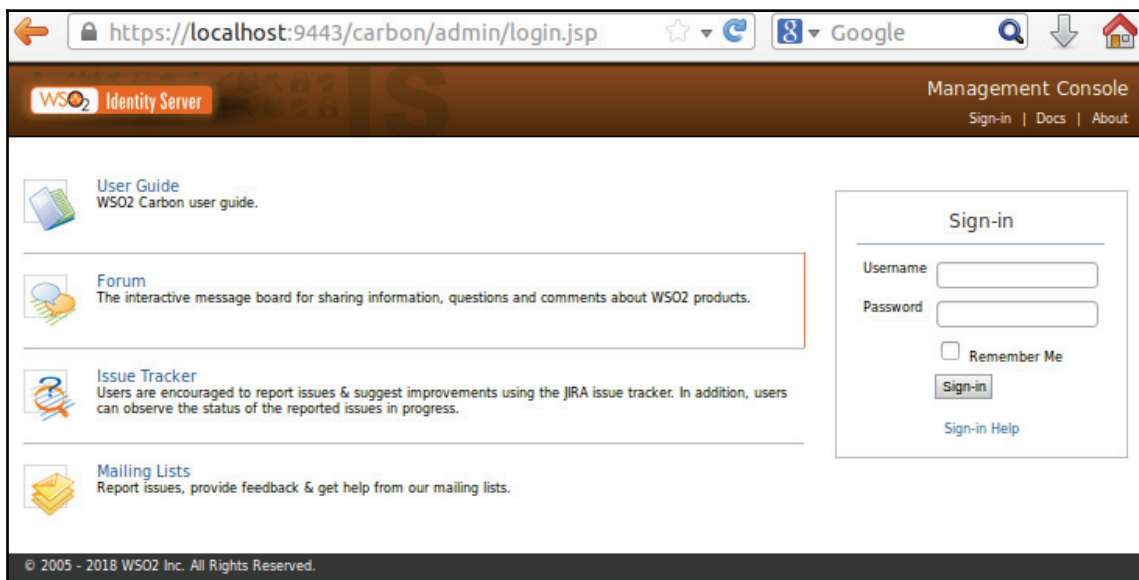 https://localhost:9443/carbon/admin/login.jsp
8 Google
WSO2 Identity Server
IS
Management Console
Sign-in | Docs | About
User Guide
WSO2 Carbon user guide.
Forum
The interactive message board for sharing information, questions and comments about WSO2 products.
Issue Tracker
Users are encouraged to report issues & suggest improvements using the JIRA issue tracker. In addition, users
can observe the status of the reported issues in progress.
Mailing Lists
Report issues, provide feedback & get help from our mailing lists.
Sign-in
Username
Password
Remember Me
Sign-in
Sign-in Help
© 2005 - 2018 WSO2 Inc. All Rights Reserved.